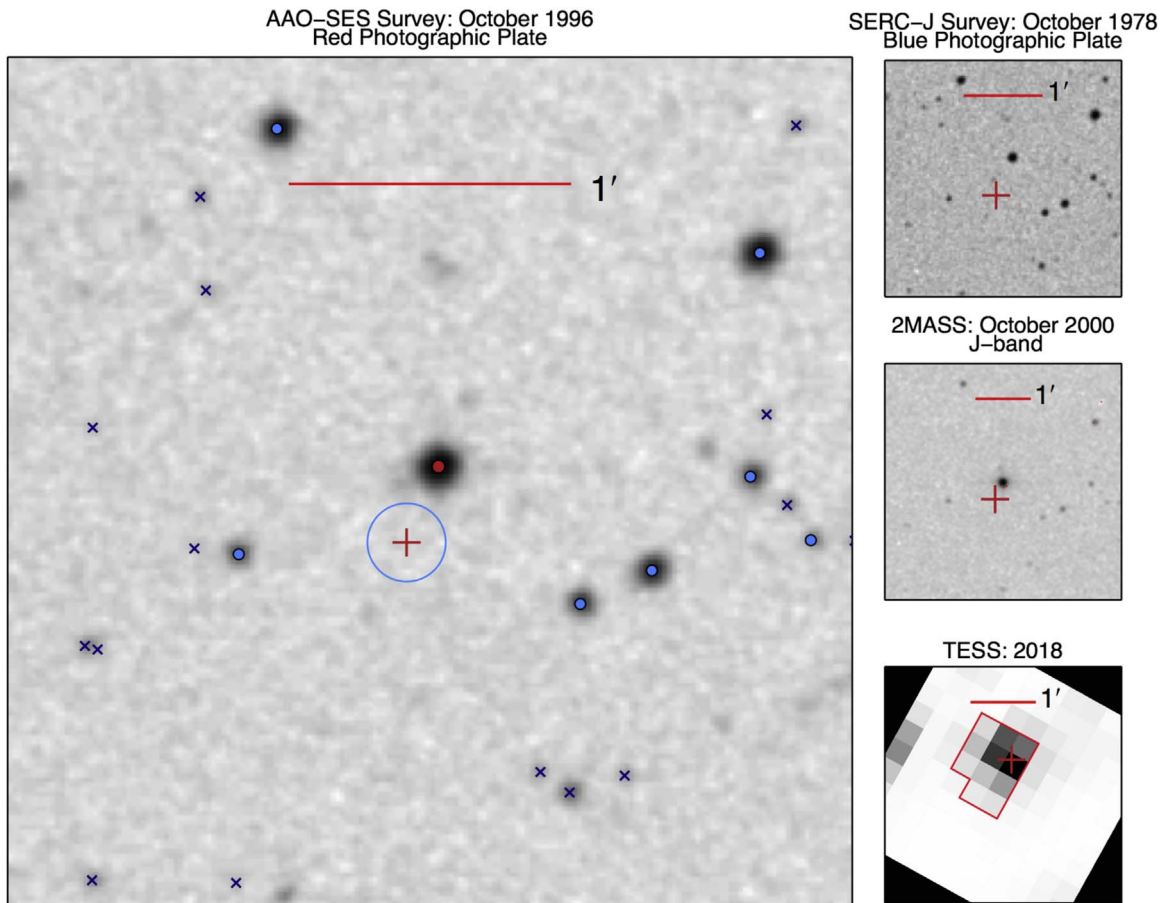 AAO–SES Survey: October 1996
Red Photographic Plate
1′
SERC–J Survey: October 1978
Blue Photographic Plate
1′
2MASS: October 2000
J–band
1′
TESS: 2018
1′